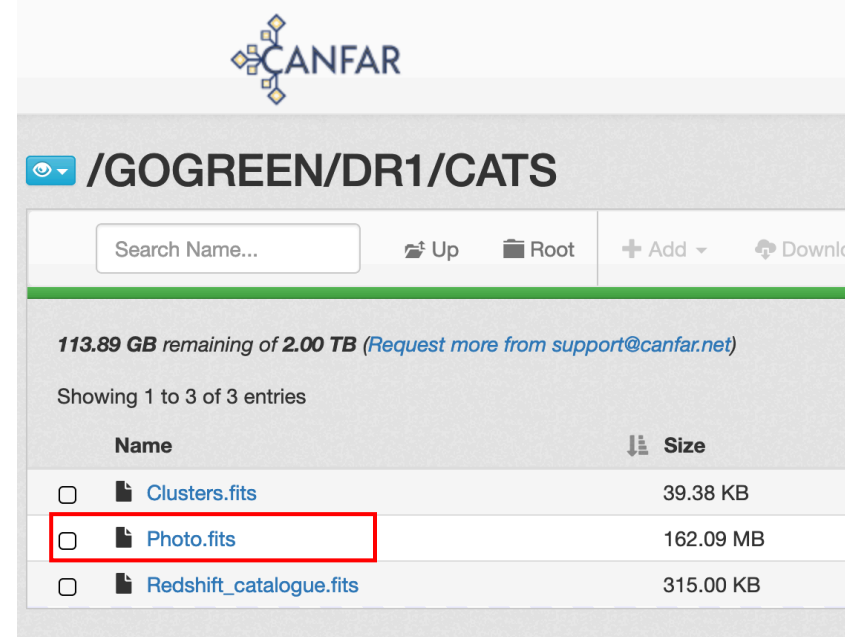 CANFAR
/GOGREEN/DR1/CATS
Search Name... Up Root Add Downlo
113.89 GB remaining of 2.00 TB (Request more from support@canfar.net)
Showing 1 to 3 of 3 entries
Name Size
Clusters.fits 39.38 KB
Photo.fits 162.09 MB
Redshift_catalogue.fits 315.00 KB